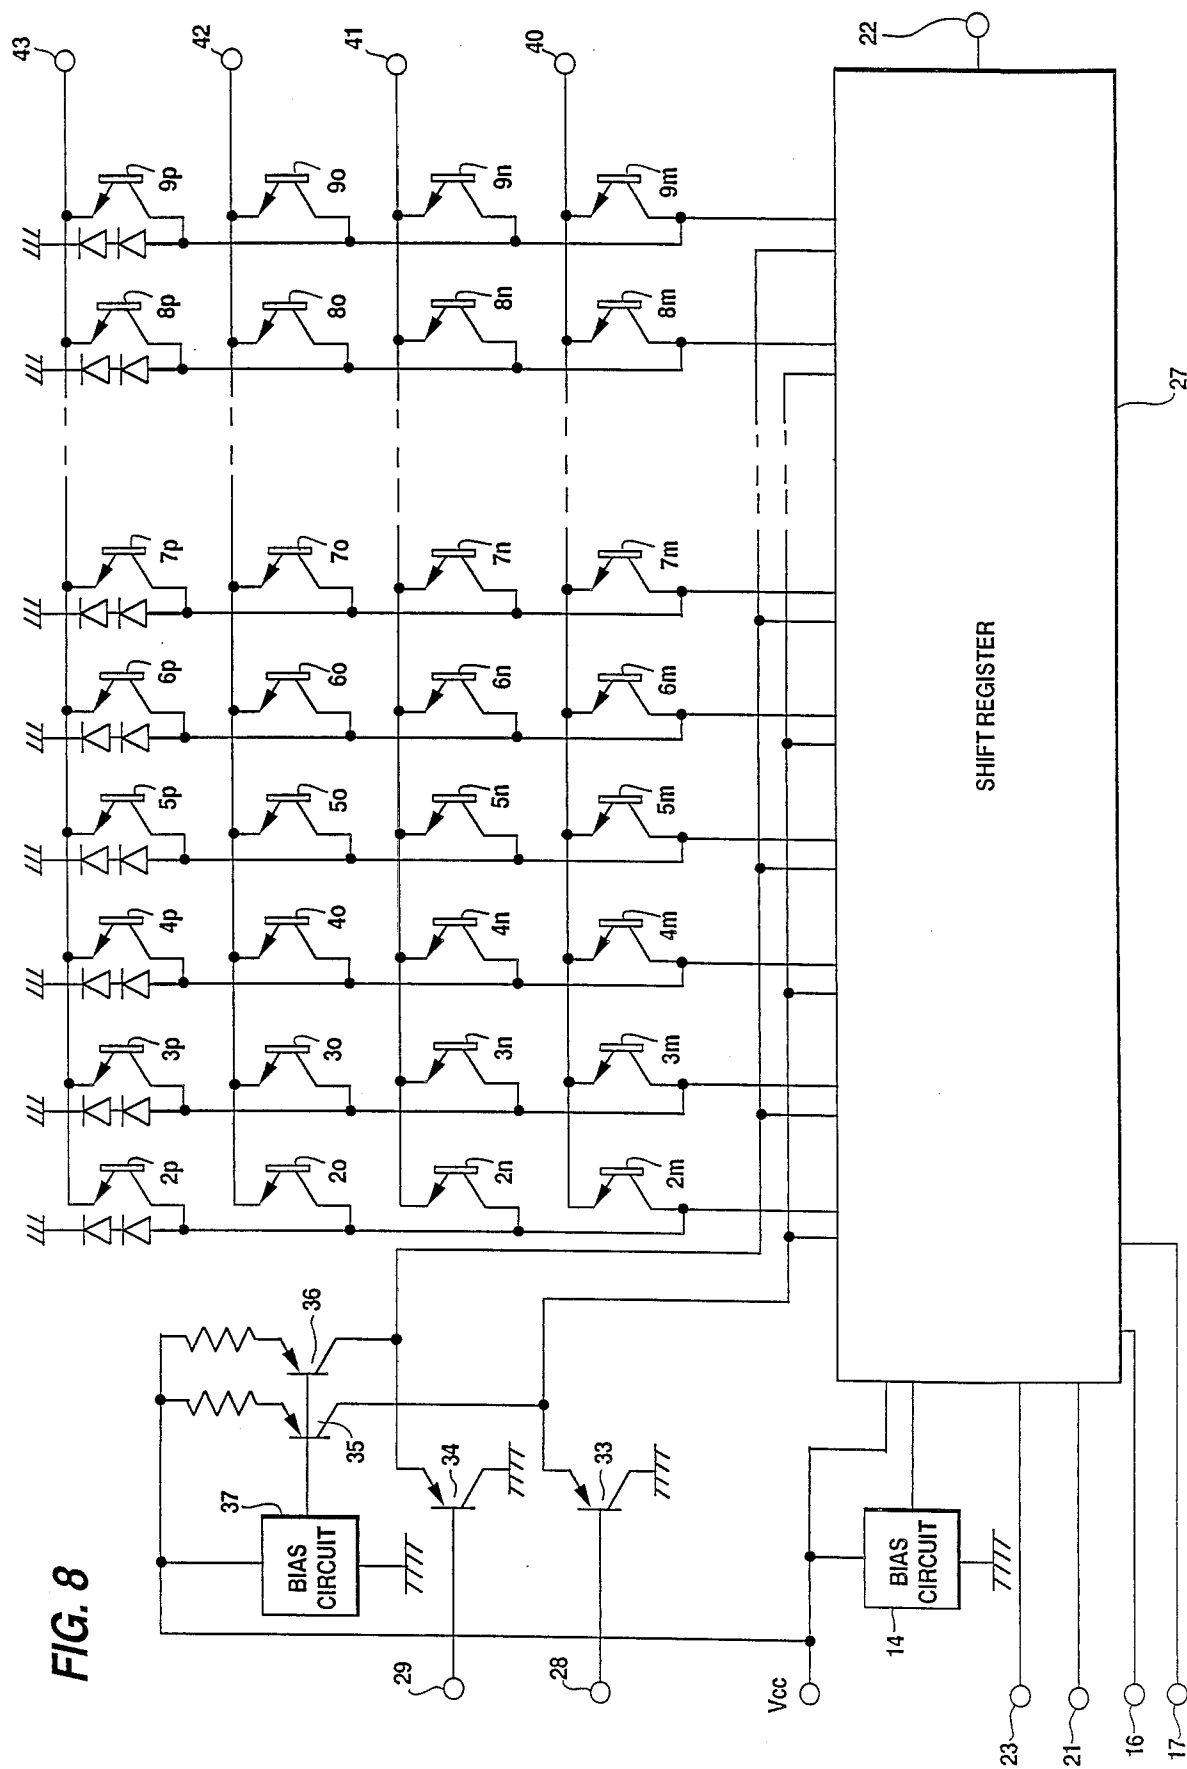 FIG. 8
43
42
41
40
22
2p
3p
4p
5p
6p
7p
8p
9p
2o
3o
4o
5o
6o
7o
8o
9o
2n
3n
4n
5n
6n
7n
8n
9n
2m
3m
4m
5m
6m
7m
8m
9m
37
BIAS
CIRCUIT
35
36
34
33
29
28
Vcc
14
BIAS
CIRCUIT
SHIFT REGISTER
27
23
21
16
17